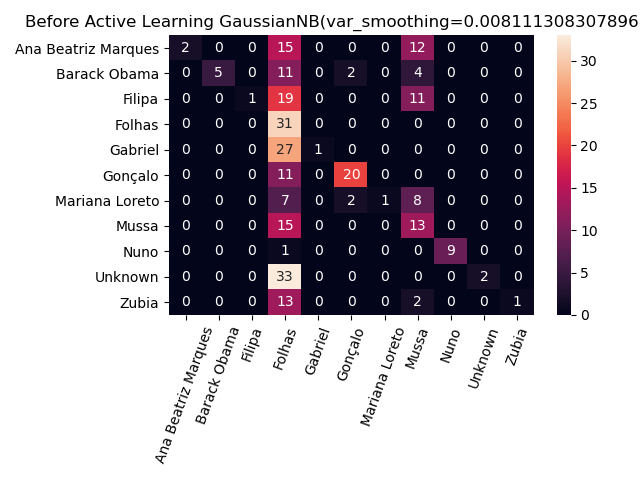 Before Active Learning GaussianNB(var_smoothing=0.008111308307896
Ana Beatriz Marques 2 0 0 15 0 0 0 12 0 0 0
Barack Obama 0 5 0 11 0 2 0 4 0 0 0
Filipa 0 0 1 19 0 0 0 11 0 0 0
Folhas 0 0 0 31 0 0 0 0 0 0 0
Gabriel 0 0 0 27 1 0 0 0 0 0 0
Gonçalo 0 0 0 11 0 20 0 0 0 0 0
Mariana Loreto 0 0 0 7 0 2 1 8 0 0 0
Mussa 0 0 0 15 0 0 0 13 0 0 0
Nuno 0 0 0 1 0 0 0 0 9 0 0
Unknown 0 0 0 33 0 0 0 0 0 2 0
Zubia 0 0 0 13 0 0 0 2 0 0 1
Ana Beatriz Marques
Barack Obama
Filipa
Folhas
Gabriel
Gonçalo
Mariana Loreto
Mussa
Nuno
Unknown
Zubia
30
25
20
15
10
5
0